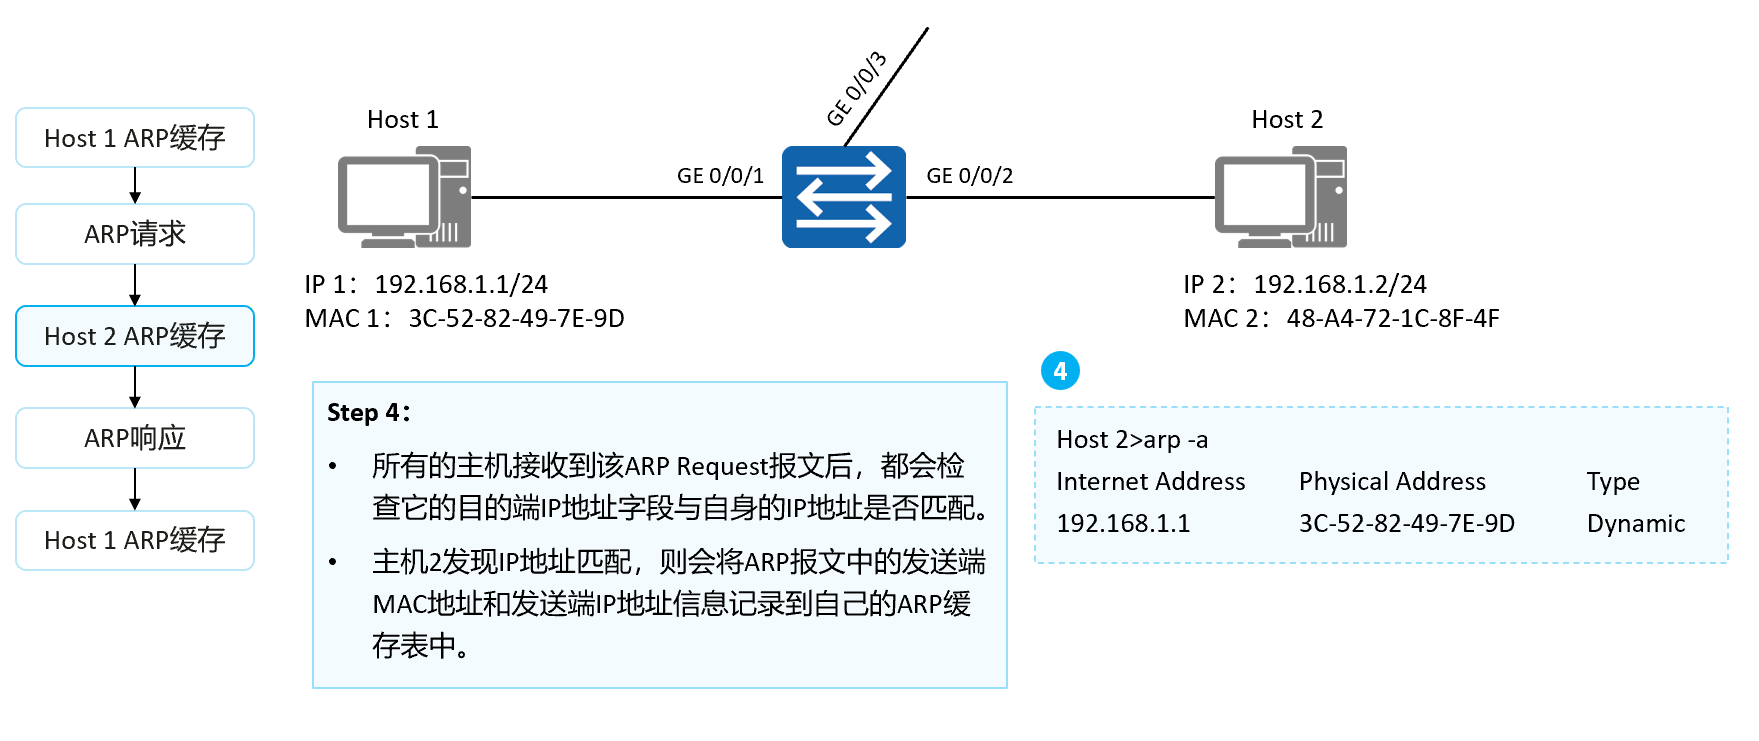 Host 1 ARP缓存
ARP请求
Host 2 ARP缓存
ARP响应
Host 1 ARP缓存
GE 0/0/3
Host 1
Host 2
GE 0/0/1
GE 0/0/2
IP 1：192.168.1.1/24
MAC 1：3C-52-82-49-7E-9D
IP 2：192.168.1.2/24
MAC 2：48-A4-72-1C-8F-4F
Step 4：
• 所有的主机接收到该ARP Request报文后，都会检
查它的目的端IP地址字段与自身的IP地址是否匹配。
• 主机2发现IP地址匹配，则会将ARP报文中的发送端
MAC地址和发送端IP地址信息记录到自己的ARP缓
存表中。
4
Host 2>arp -a
Internet Address Physical Address Type
192.168.1.1 3C-52-82-49-7E-9D Dynamic